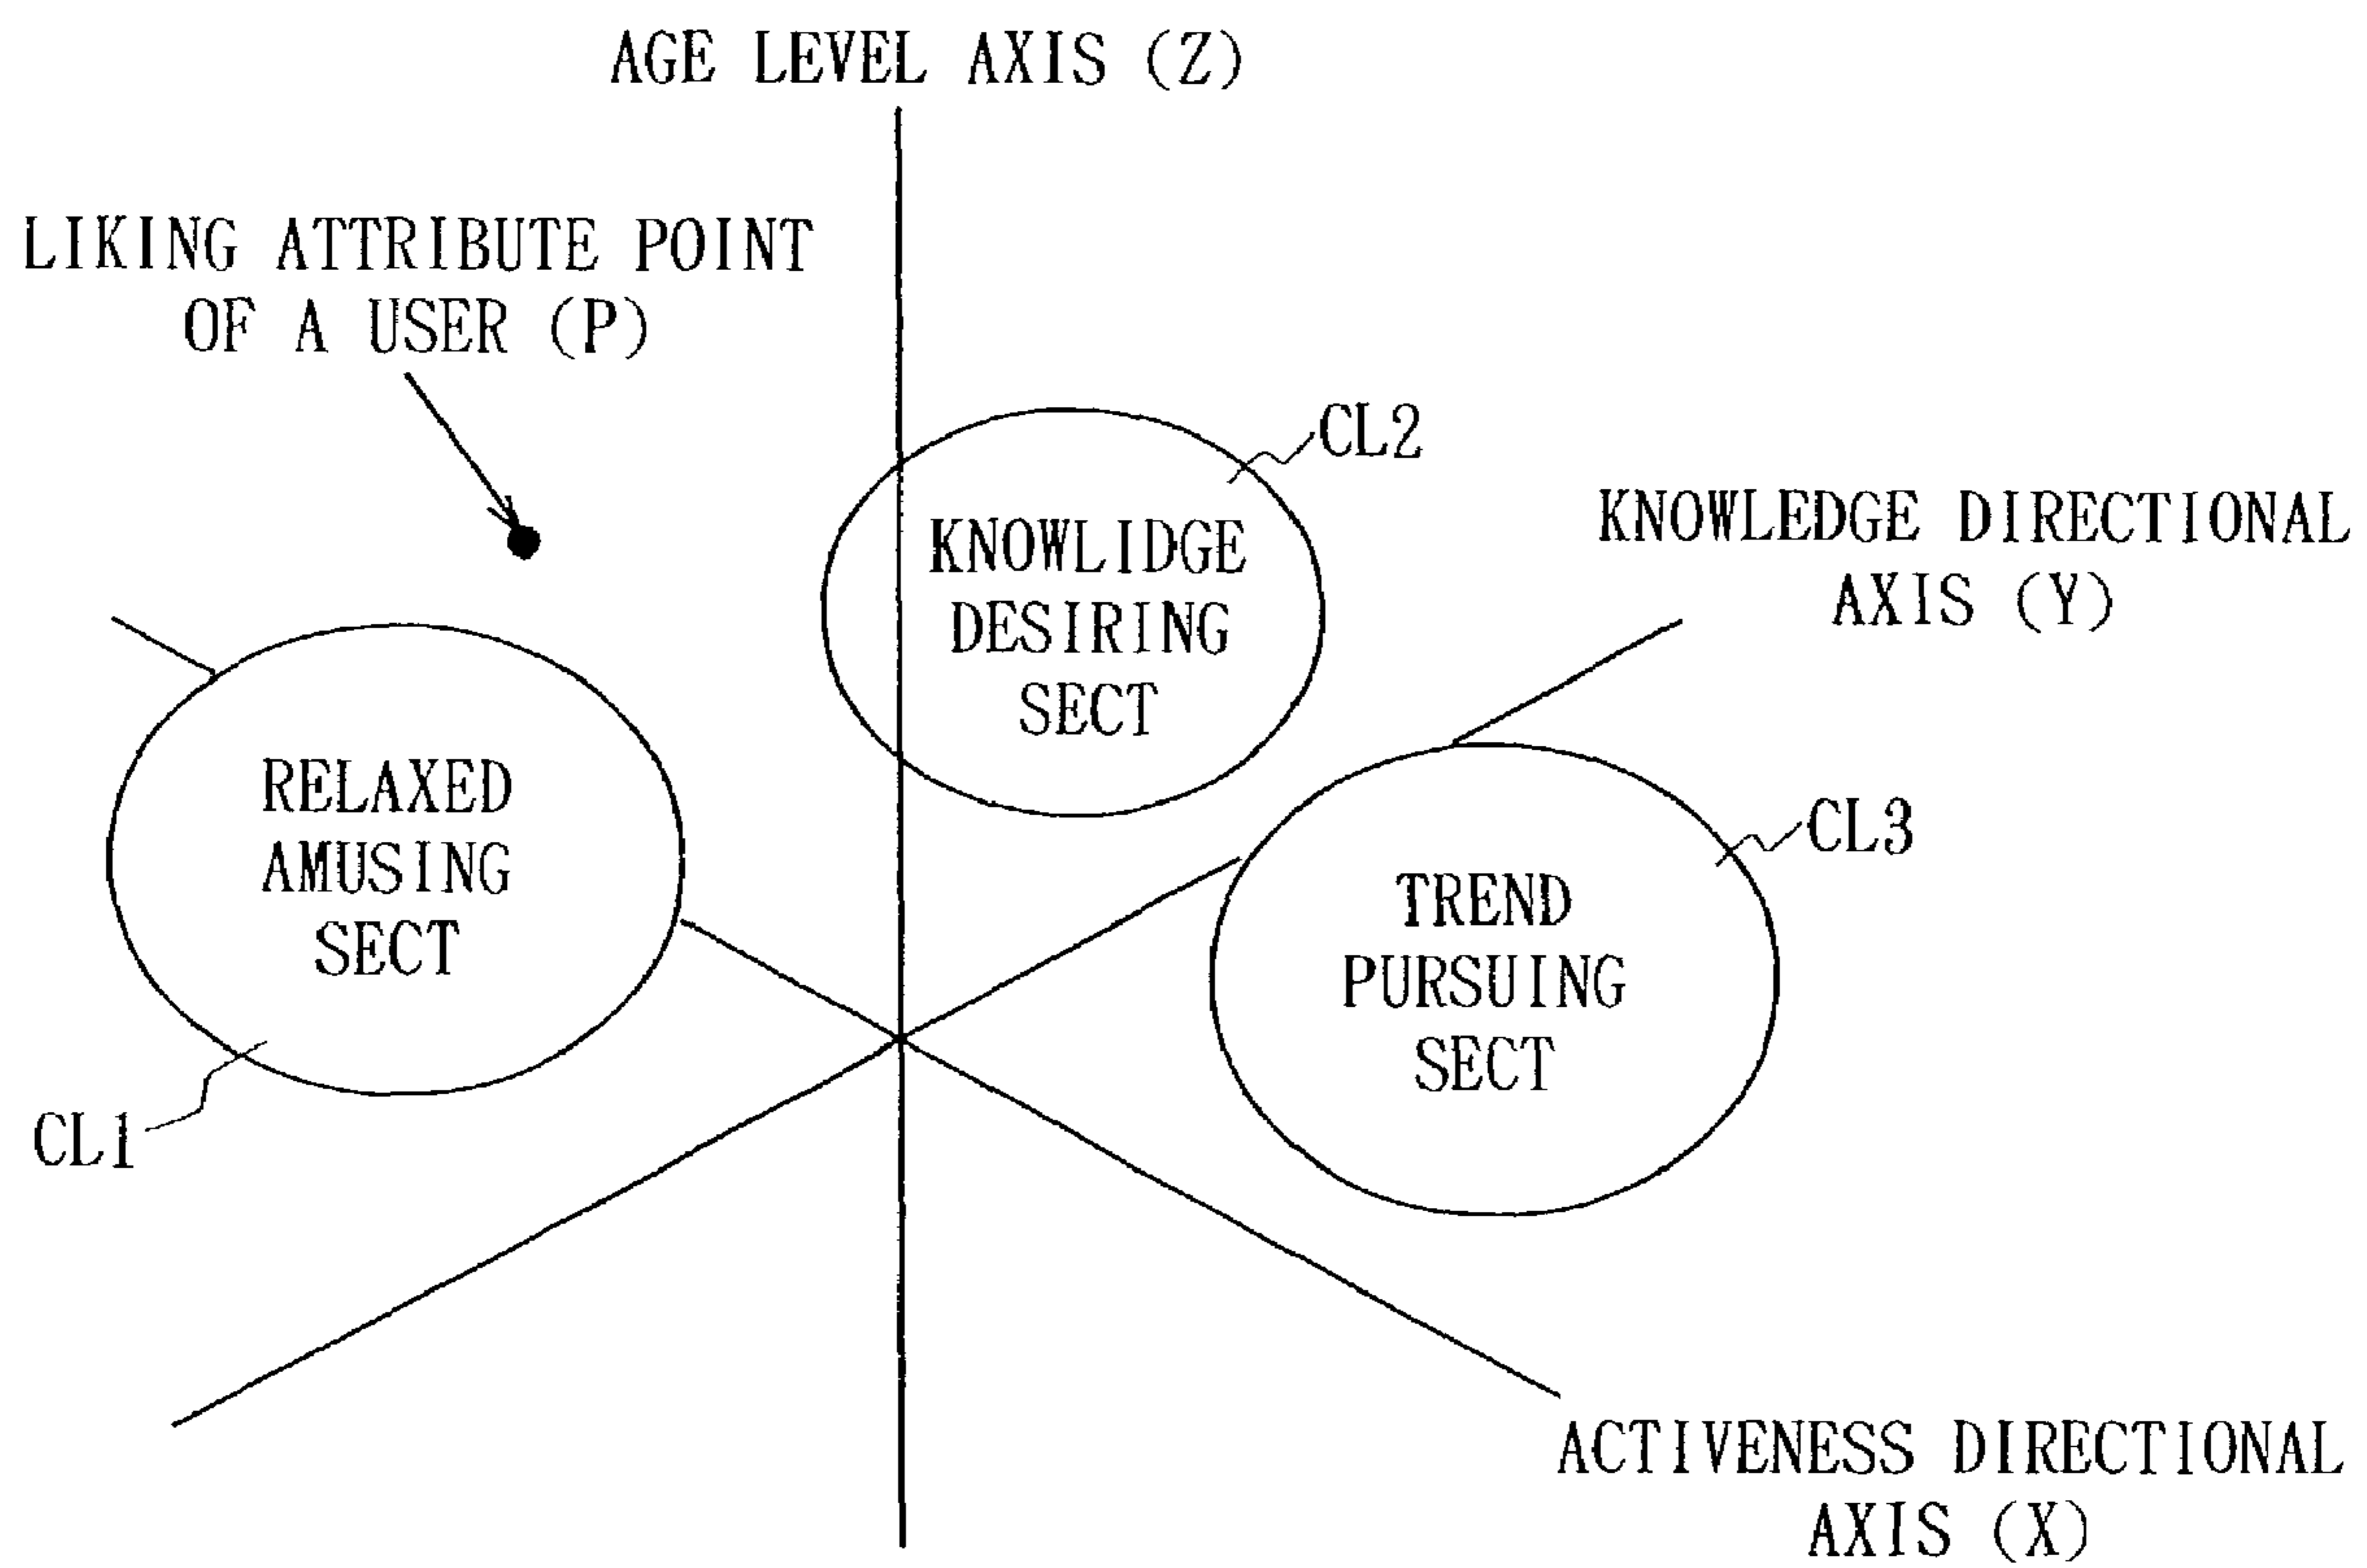 AGE LEVEL AXIS (Z)
LIKING ATTRIBUTE POINT
OF A USER (P)
CL2
KNOWLIDGE
DESIRING
SECT
KNOWLEDGE DIRECTIONAL
AXIS (Y)
RELAXED
AMUSING
SECT
CL3
TREND
PURSUING
SECT
CL1
ACTIVENESS DIRECTIONAL
AXIS (X)